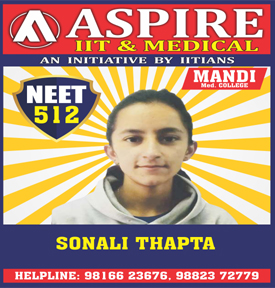 ASPIRE
IIT & MEDICAL
AN INITIATIVE BY IITIANS
MANDI
Med. COLLEGE
NEET
512
SONALI THAPTA
HELPLINE: 98166 23676, 98823 72779